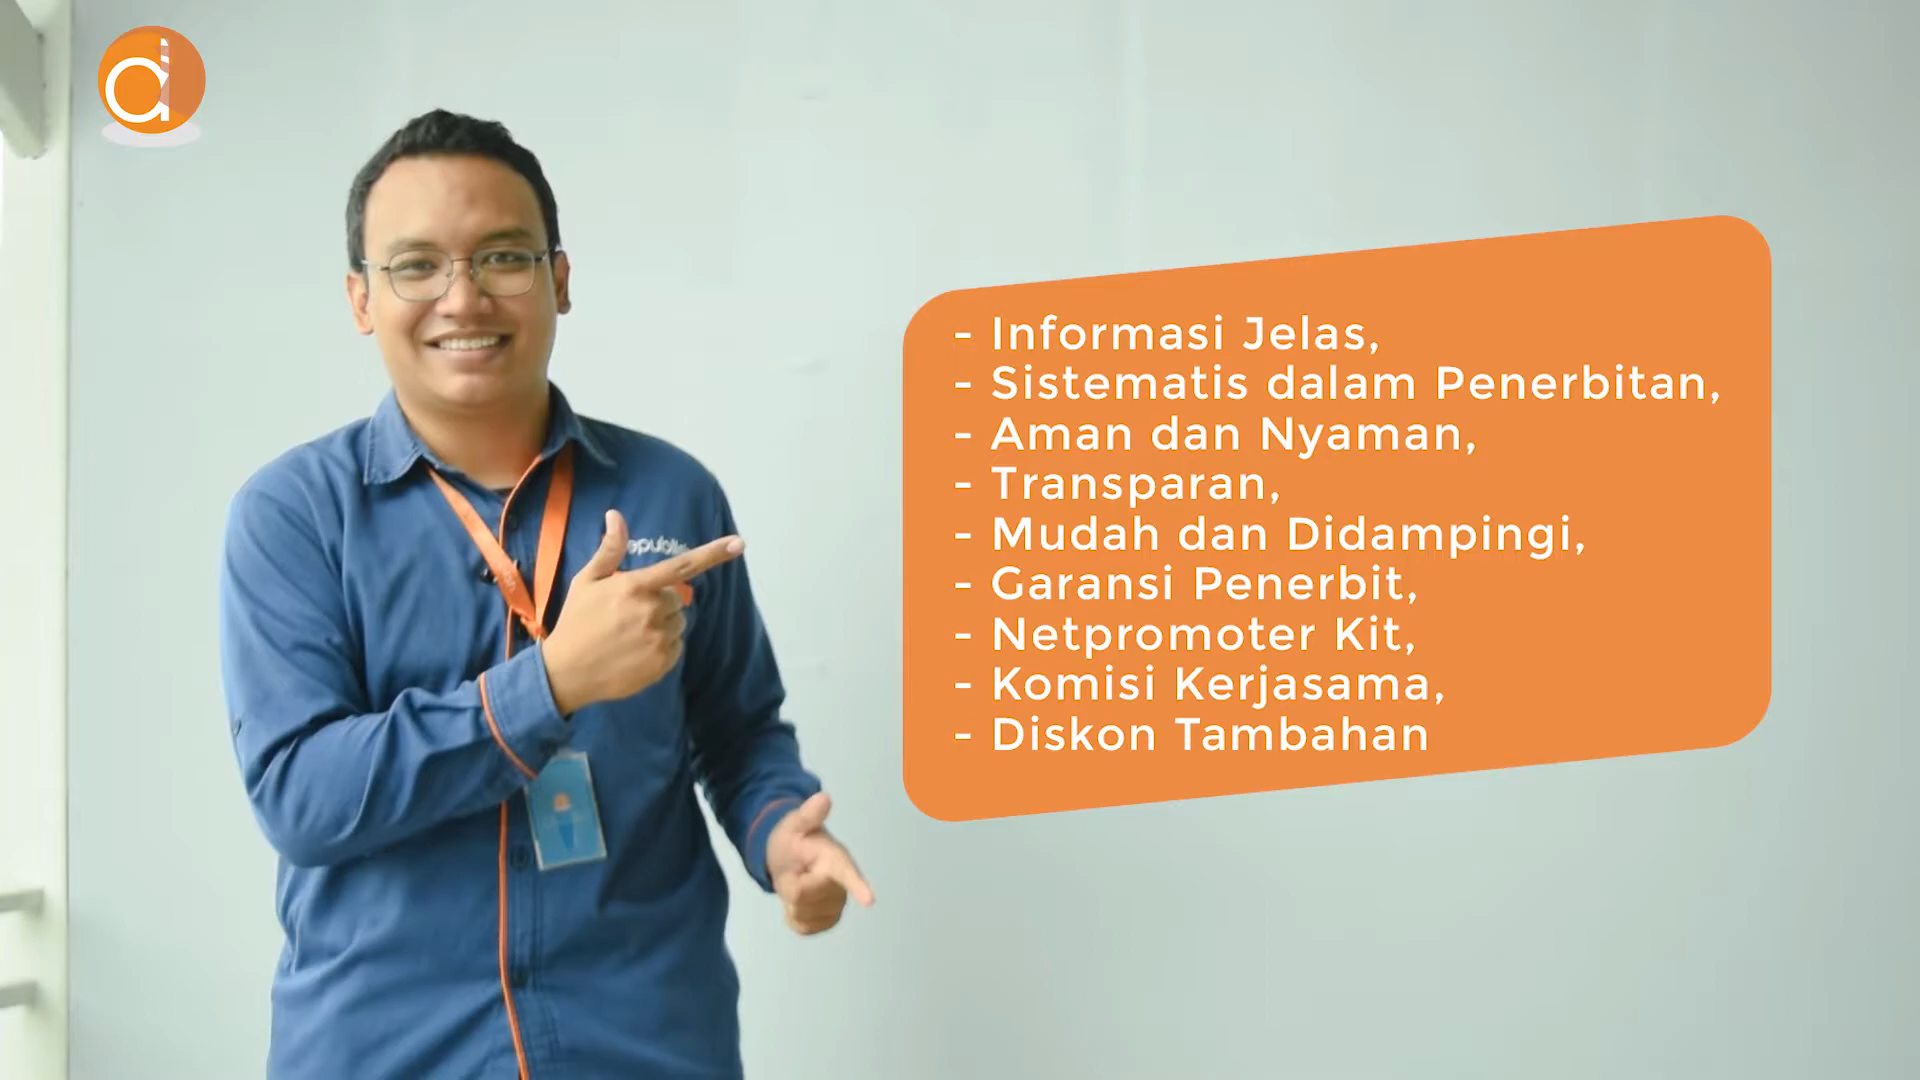 - Informasi Jelas,
- Sistematis dalam Penerbitan,
- Aman dan Nyaman,
- Transparan,
- Mudah dan Didampingi,
- Garansi Penerbit,
- Netpromoter Kit,
- Komisi Kerjasama,
- Diskon Tambahan